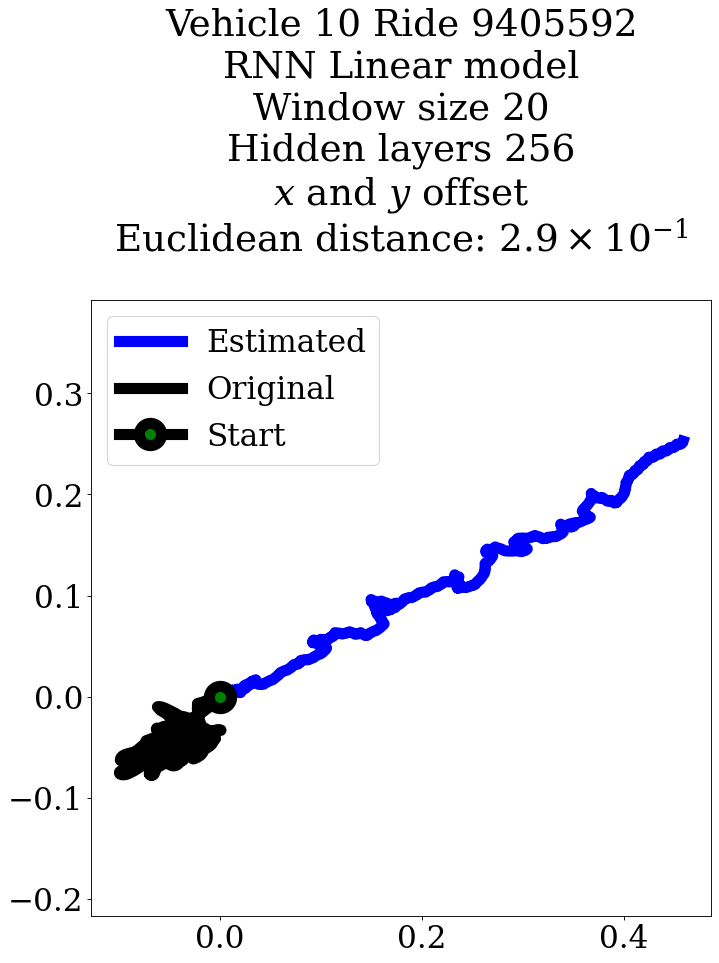 Vehicle 10 Ride 9405592
RNN Linear model
Window size 20
Hidden layers 256
x and y offset
Euclidean distance: 2.9 × 10⁻¹
Estimated
Original
Start
0.3
0.2
0.1
0.0
−0.1
−0.2
0.0 0.2 0.4